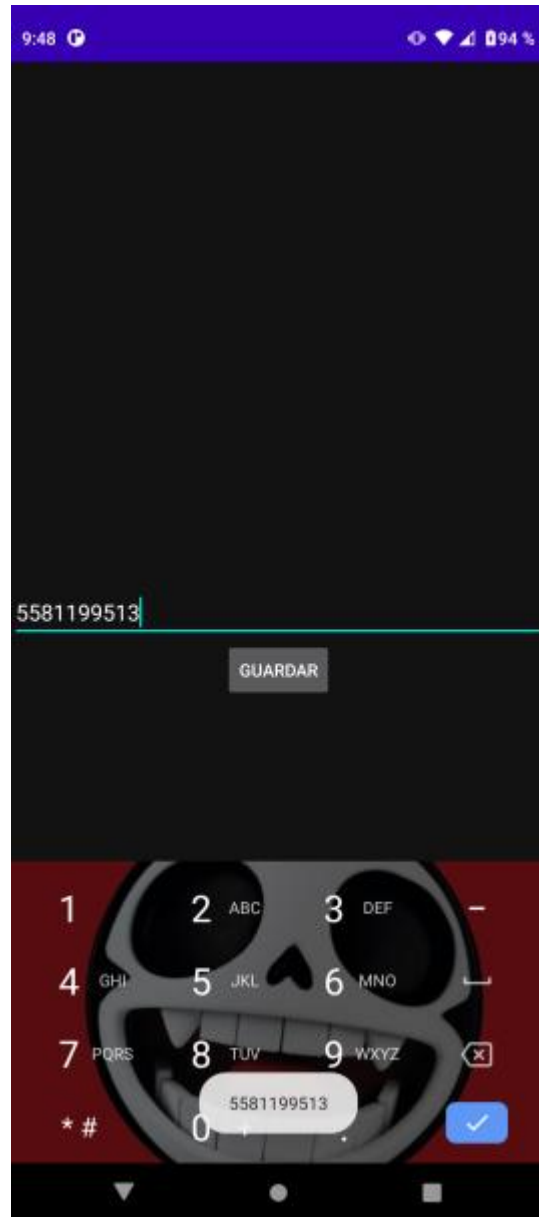 9:48 94 %
5581199513
GUARDAR
1 2 ABC 3 DEF –
4 GHI 5 JKL 6 MNO
7 PQRS 8 TUV 9 WXYZ
5581199513
* # 0 + .